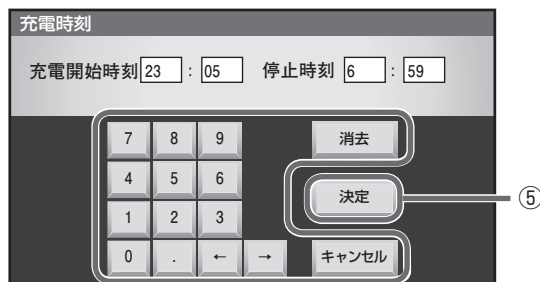 充電時刻
充電開始時刻 23 : 05 停止時刻 6 : 59
7 8 9 消去
4 5 6
決定 ⑤
1 2 3
0 . ← → キャンセル